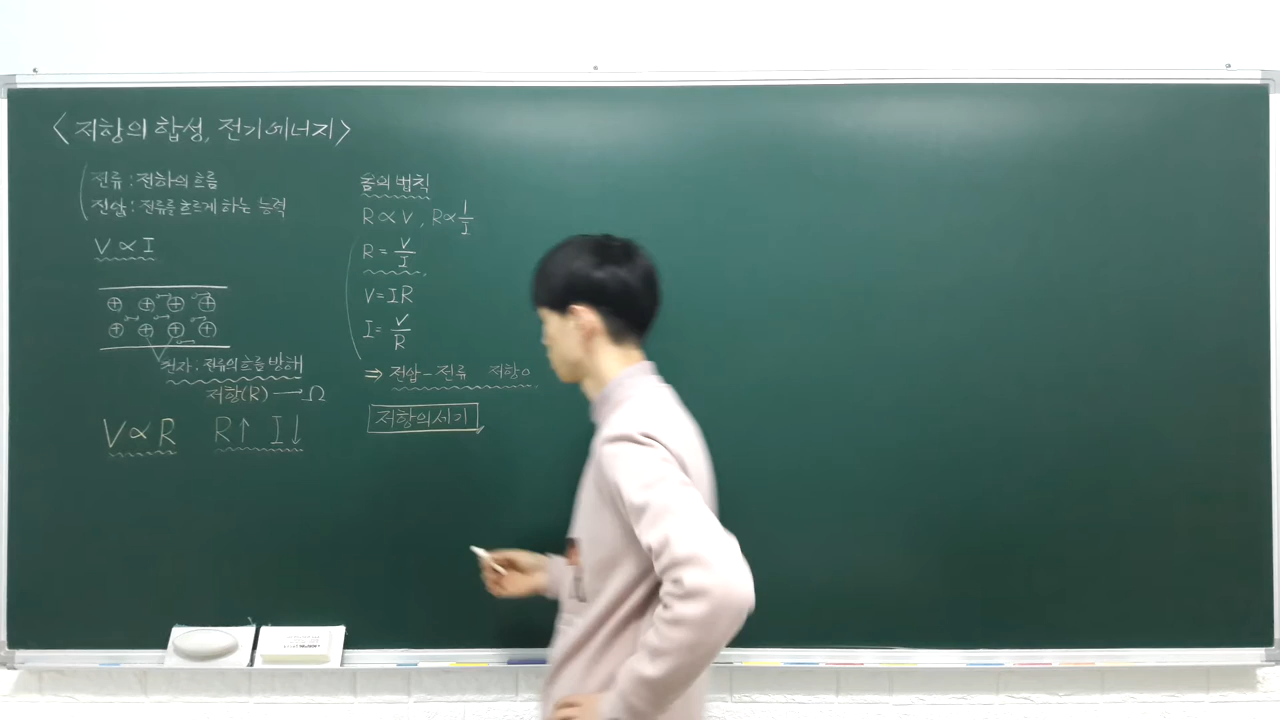 <저항의 합성, 전기에너지>
전류 : 전하의 흐름
전압 : 전류를 흐르게 하는 능력
V ∝ I
원자 : 전류의 흐름 방해
저항(R) → Ω
V ∝ R R↑ I↓
옴의 법칙
R ∝ V , R ∝ 1/I
R = V/I
V = IR
I = V/R
⇒ 전압 - 전류 저항○
저항의 세기